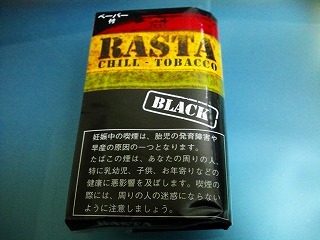 ペーパー
付
RASTA
CHILL - TOBACCO
BLACK
妊娠中の喫煙は、胎児の発育障害や
早産の原因の一つとなります。
たばこの煙は、あなたの周りの人、
特に乳幼児、子供、お年寄りなどの
健康に悪影響を及ぼします。喫煙
の際には、周りの人の迷惑にならない
ように注意しましょう。